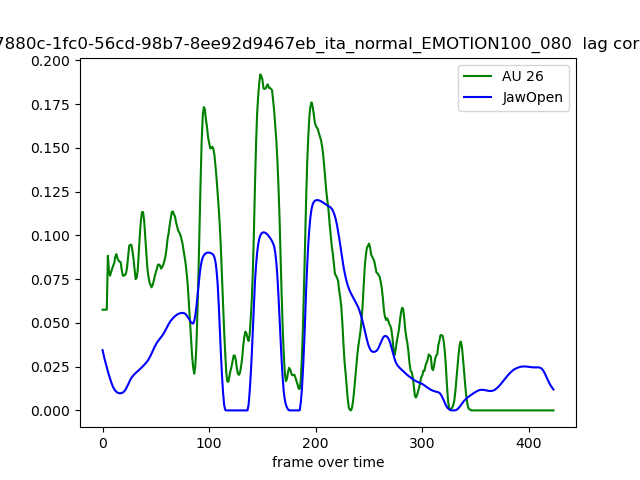 7880c-1fc0-56cd-98b7-8ee92d9467eb_ita_normal_EMOTION100_080 lag cor
0.200
AU 26
JawOpen
0.175
0.150
0.125
0.100
0.075
0.050
0.025
0.000
0 100 200 300 400
frame over time